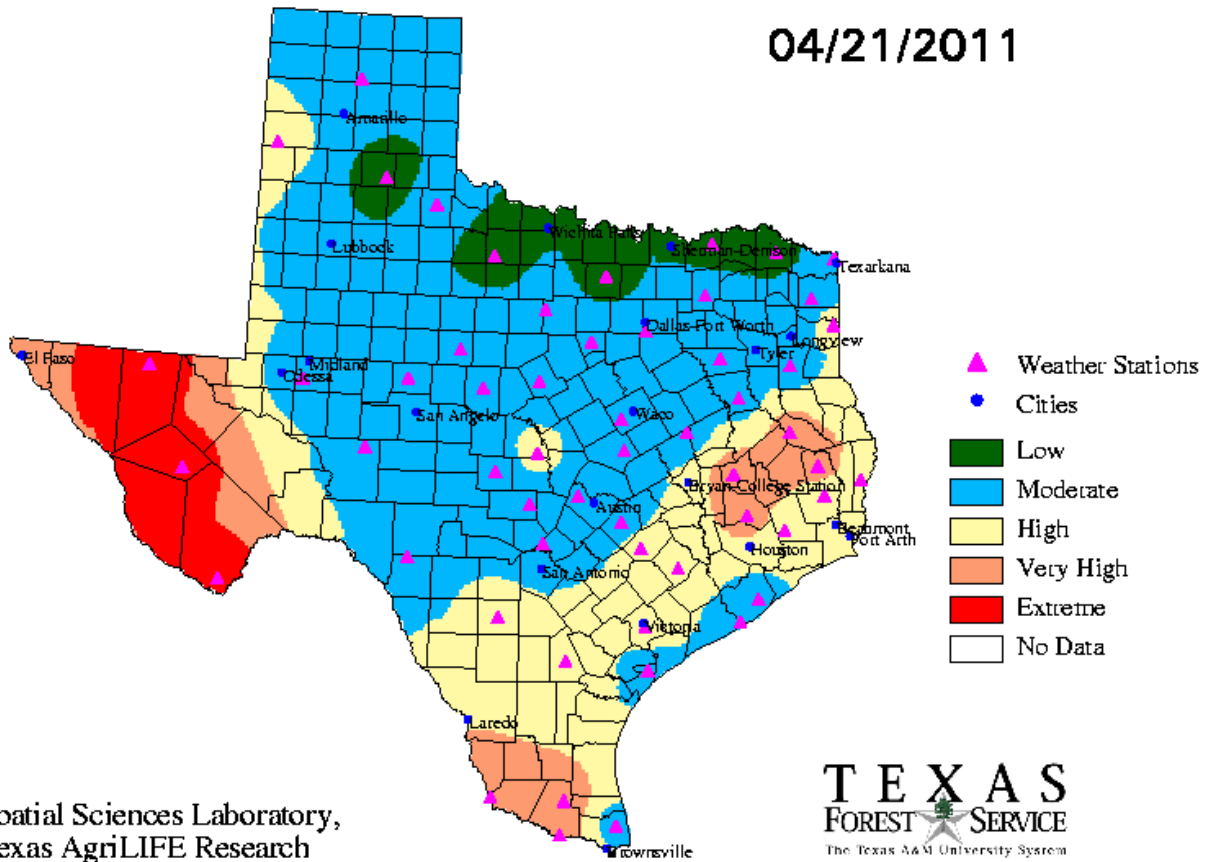 04/21/2011
Amarillo
Lubbock
Wichita Falls
Sherman-Denison
Texarkana
Dallas-Fort Worth
Longview
Tyler
El Paso
Midland
Odessa
San Angelo
Waco
Bryan-College Station
Austin
Beaumont
Port Arth
Houston
San Antonio
Victoria
Laredo
Brownsville
Weather Stations
Cities
Low
Moderate
High
Very High
Extreme
No Data
patial Sciences Laboratory,
exas AgriLIFE Research
TEXAS
FOREST SERVICE
The Texas A&M University System